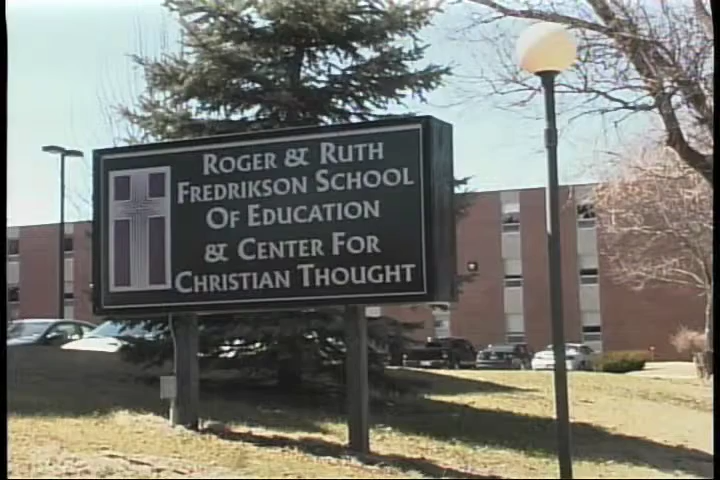 ROGER & RUTH
FREDRIKSON SCHOOL
OF EDUCATION
& CENTER FOR
CHRISTIAN THOUGHT